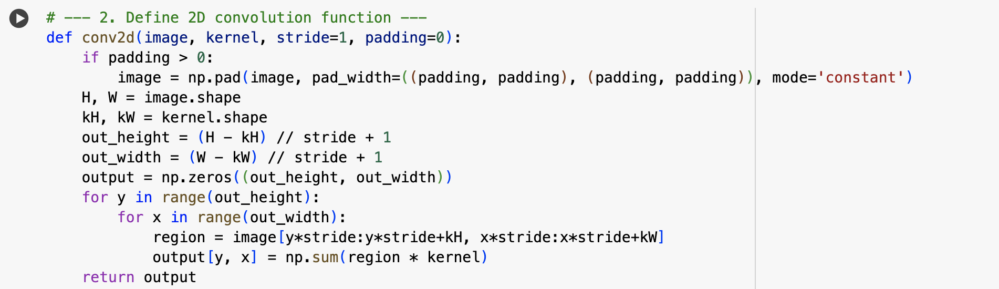 # --- 2. Define 2D convolution function ---
def conv2d(image, kernel, stride=1, padding=0):
    if padding > 0:
        image = np.pad(image, pad_width=((padding, padding), (padding, padding)), mode='constant')
    H, W = image.shape
    kH, kW = kernel.shape
    out_height = (H - kH) // stride + 1
    out_width = (W - kW) // stride + 1
    output = np.zeros((out_height, out_width))
    for y in range(out_height):
        for x in range(out_width):
            region = image[y*stride:y*stride+kH, x*stride:x*stride+kW]
            output[y, x] = np.sum(region * kernel)
    return output